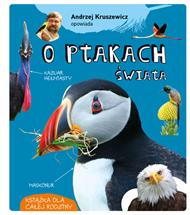 Andrzej Kruszewicz
opowiada
O PTAKACH
ŚWIATA
KAZUAR
HEŁMIASTY
MASKONUR
KSIĄŻKA DLA
CAŁEJ RODZINY